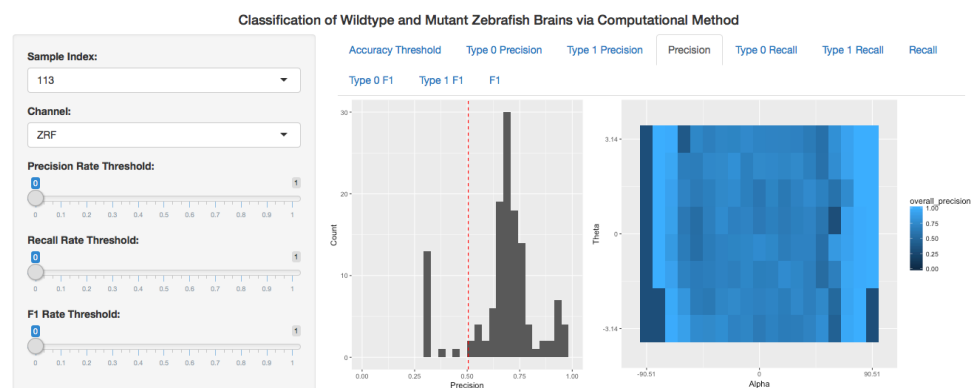 Classification of Wildtype and Mutant Zebrafish Brains via Computational Method
Sample Index:
113
Channel:
ZRF
Precision Rate Threshold:
0 1
0 0.1 0.2 0.3 0.4 0.5 0.6 0.7 0.8 0.9 1
Recall Rate Threshold:
0 1
0 0.1 0.2 0.3 0.4 0.5 0.6 0.7 0.8 0.9 1
F1 Rate Threshold:
0 1
0 0.1 0.2 0.3 0.4 0.5 0.6 0.7 0.8 0.9 1
Accuracy Threshold Type 0 Precision Type 1 Precision Precision Type 0 Recall Type 1 Recall Recall
Type 0 F1 Type 1 F1 F1
30
20
10
0
Count
0.00 0.25 0.50 0.75 1.00
Precision
3.14
0
-3.14
Theta
-90.51 0 90.51
Alpha
overall_precision
1.00
0.75
0.50
0.25
0.00